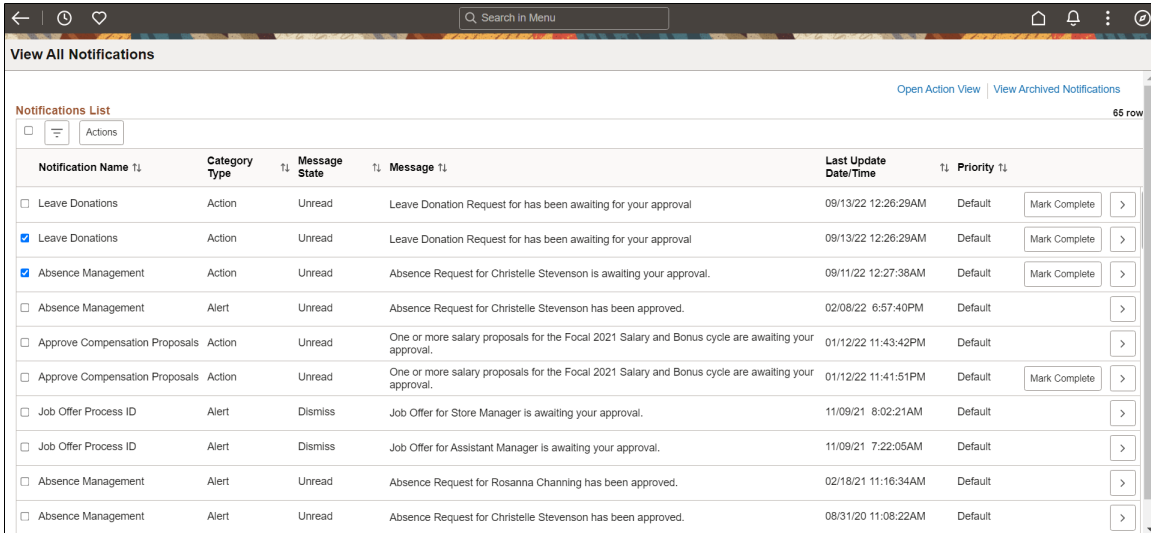 Search in Menu
View All Notifications
Open Action View | View Archived Notifications
Notifications List
65 row
Actions
Notification Name Category Type Message State Message Last Update Date/Time Priority
Leave Donations Action Unread Leave Donation Request for has been awaiting for your approval 09/13/22 12:26:29AM Default Mark Complete
Leave Donations Action Unread Leave Donation Request for has been awaiting for your approval 09/13/22 12:26:29AM Default Mark Complete
Absence Management Action Unread Absence Request for Christelle Stevenson is awaiting your approval. 09/11/22 12:27:38AM Default Mark Complete
Absence Management Alert Unread Absence Request for Christelle Stevenson has been approved. 02/08/22 6:57:40PM Default
Approve Compensation Proposals Action Unread One or more salary proposals for the Focal 2021 Salary and Bonus cycle are awaiting your approval. 01/12/22 11:43:42PM Default
Approve Compensation Proposals Action Unread One or more salary proposals for the Focal 2021 Salary and Bonus cycle are awaiting your approval. 01/12/22 11:41:51PM Default Mark Complete
Job Offer Process ID Alert Dismiss Job Offer for Store Manager is awaiting your approval. 11/09/21 8:02:21AM Default
Job Offer Process ID Alert Dismiss Job Offer for Assistant Manager is awaiting your approval. 11/09/21 7:22:05AM Default
Absence Management Alert Unread Absence Request for Rosanna Channing has been approved. 02/18/21 11:16:34AM Default
Absence Management Alert Unread Absence Request for Christelle Stevenson has been approved. 08/31/20 11:08:22AM Default